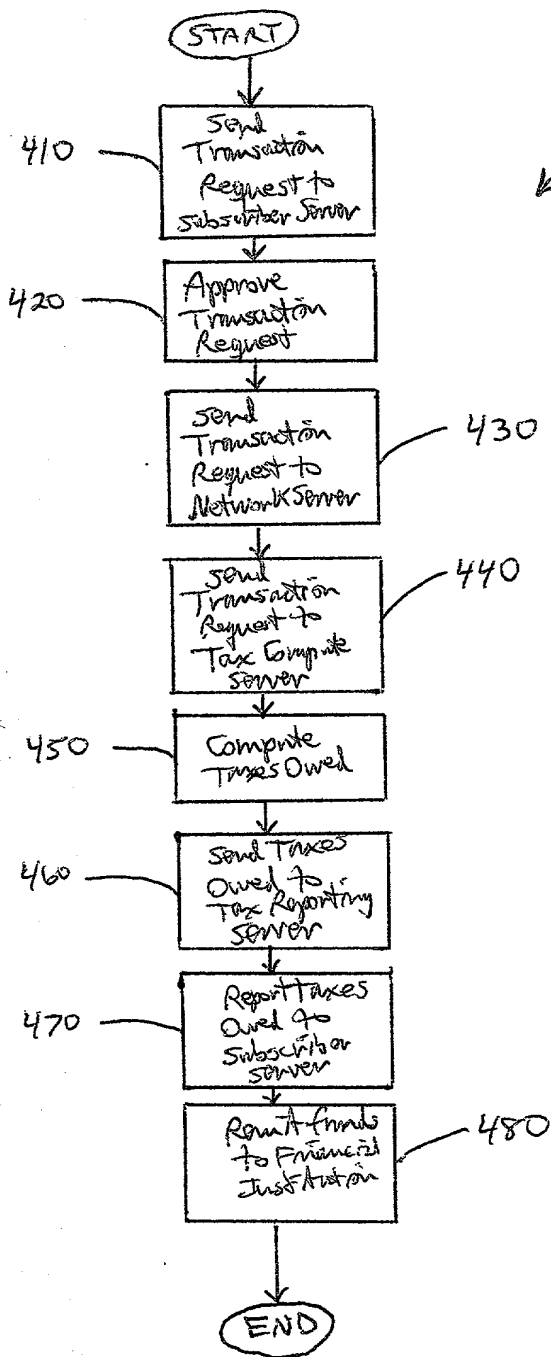 START
410
Send
Transaction
Request to
Subscriber Server
420
Approve
Transaction
Request
Send
Transaction
Request to
Network Server
430
Send
Transaction
Request to
Tax Compute
Server
440
450
Compute
Taxes Owed
460
Send Taxes
Owed to
Tax Reporting
Server
470
Report Taxes
Owed to
Subscriber
Server
Remit funds
to Financial
Institution
480
END